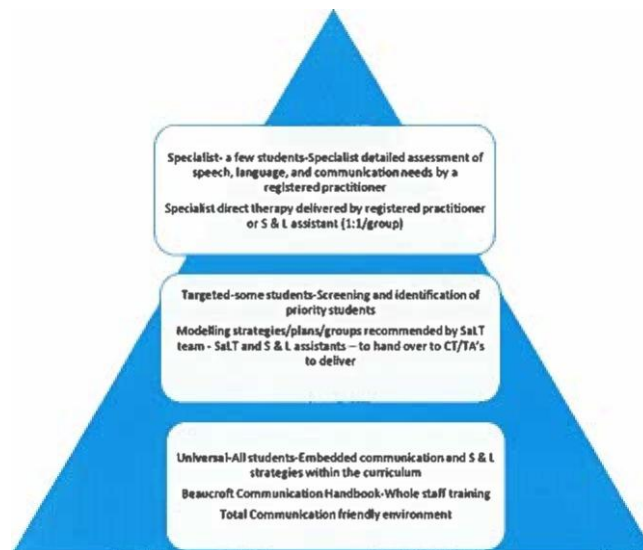 Specialist- a few students-Specialist detailed assessment of
speech, language, and communication needs by a
registered practitioner
Specialist direct therapy delivered by registered practitioner
or S & L assistant (1:1/group)
Targeted-some students-Screening and identification of
priority students
Modelling strategies/plans/groups recommended by SaLT
team - SaLT and S & L assistants – to hand over to CT/TA's
to deliver
Universal-All students-Embedded communication and S & L
strategies within the curriculum
Beaucroft Communication Handbook-Whole staff training
Total Communication friendly environment